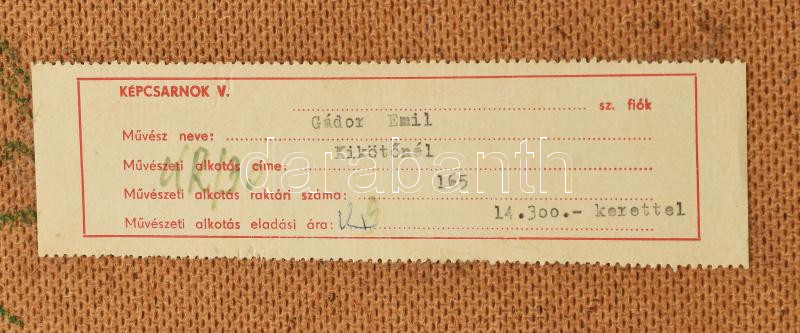 KÉPCSARNOK V.
sz. fiók
Művész neve: Gádor Emil
Művészeti alkotás címe: Kikötőnél
Művészeti alkotás raktári száma: 165
Művészeti alkotás eladási ára: 14.300.- kerettel
darabanth